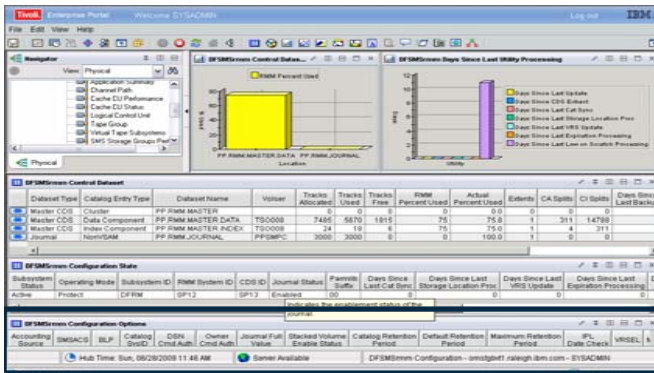 Tivoli. Enterprise Portal Welcome SYSADMIN Log out IBM
File Edit View Help
Navigator
View: Physical
Application Summary
Channel Path
Cache CU Performance
Cache CU Status
Logical Control Unit
Tape Group
Virtual Tape Subsystems
SMS Storage Groups
Physical
DFSMSrmm Control Datas...
RMM Percent Used
PP.RMM.MASTER.DATA PP.RMM.JOURNAL
Location
DFSMSrmm Days Since Last Utility Processing
Days Since Last Update
Days Since CDS Extract
Days Since Last Cat Sync
Days Since Last Storage Location Proc
Days Since Last VRS Update
Days Since Last Expiration Processing
Days Since Last Low on Scratch Processing
Utility
DFSMSrmm Control Dataset
Dataset Type Catalog Entry Type Dataset Name Volser Tracks Allocated Tracks Used Tracks Free RMM Percent Used Actual Percent Used Extents CA Splits CI Splits Days Since Last Backup
Master CDS Cluster PP.RMM.MASTER 0 0 0 0 0.0 0 0 0
Master CDS Data Component PP.RMM.MASTER.DATA TSO008 7485 5670 1815 75 75.8 1 311 14789
Master CDS Index Component PP.RMM.MASTER.INDEX TSO008 24 18 6 75 75.0 1 4 311
Journal NonVSAM PP.RMM.JOURNAL PPSMPC 3000 3000 0 0 100.0 1 0 0
DFSMSrmm Configuration State
Subsystem Status Operating Mode Subsystem ID RMM System ID CDS ID Journal Status Parmlib Suffix Days Since Last Cat Sync Days Since Last Storage Location Proc Days Since Last VRS Update Days Since Last Expiration Processing
Active Protect DFRM SP12 SP13 Enabled 00
Indicates the enablement status of the journal.
DFSMSrmm Configuration Options
Accounting Source SMSACS BLP Catalog SysID DSN Cmd Auth Owner Cmd Auth Journal Full Value Stacked Volume Enable Status Catalog Retention Period Default Retention Period Maximum Retention Period IPL Date Check VRSEL
Hub Time: Sun, 06/28/2009 11:46 AM Server Available DFSMSrmm Configuration - omstgbvt1.raleigh.ibm.com - SYSADMIN